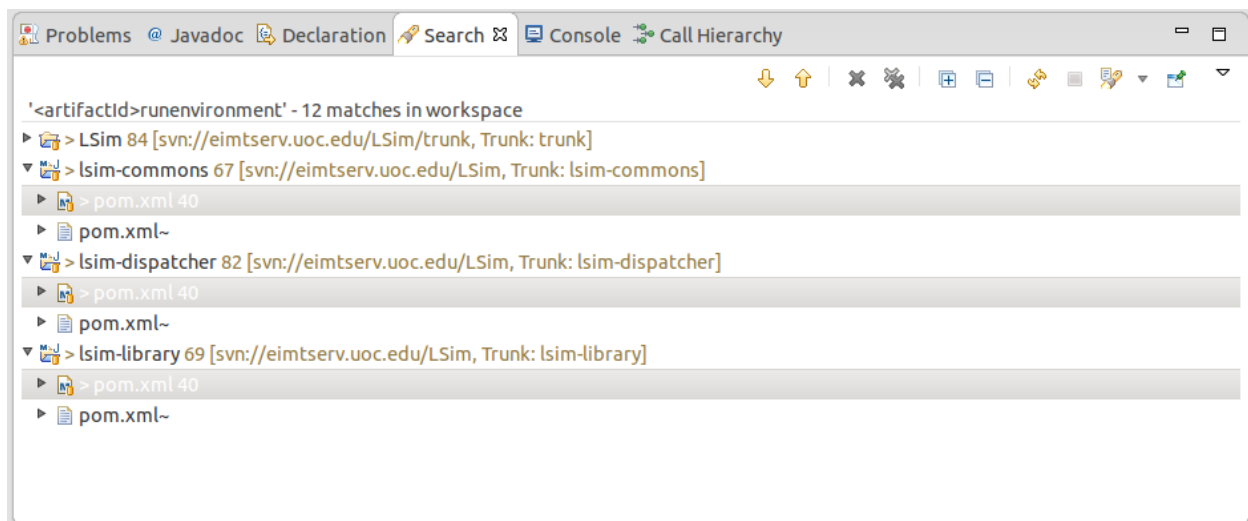 Problems @ Javadoc Declaration Search Console Call Hierarchy
'<artifactId>runenvironment' - 12 matches in workspace
> LSim 84 [svn://eimtserv.uoc.edu/LSim/trunk, Trunk: trunk]
> lsim-commons 67 [svn://eimtserv.uoc.edu/LSim, Trunk: lsim-commons]
> pom.xml 40
pom.xml~
> lsim-dispatcher 82 [svn://eimtserv.uoc.edu/LSim, Trunk: lsim-dispatcher]
> pom.xml 40
pom.xml~
> lsim-library 69 [svn://eimtserv.uoc.edu/LSim, Trunk: lsim-library]
> pom.xml 40
pom.xml~